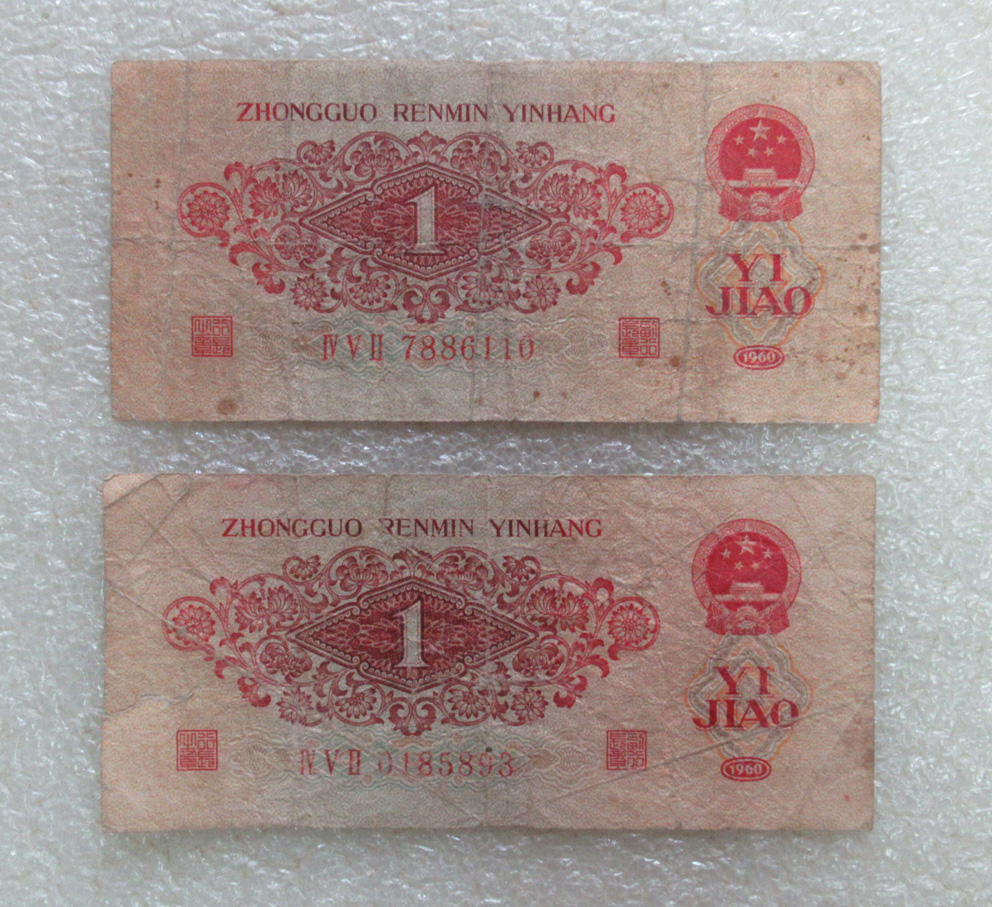 ZHONGGUO RENMIN YINHANG
1
YI
JIAO
ⅣⅤⅡ 7886110
1960
ZHONGGUO RENMIN YINHANG
1
YI
JIAO
ⅣⅤⅡ 0185893
1960